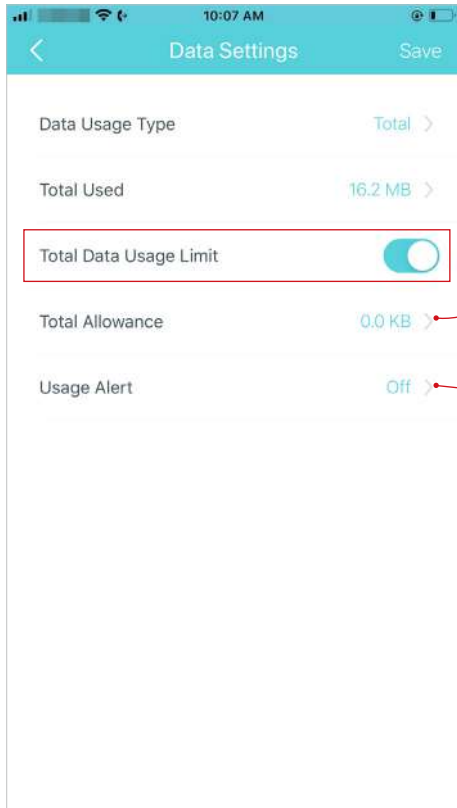 10:07 AM
Data Settings
Save
Data Usage Type
Total
Total Used
16.2 MB
Total Data Usage Limit
Total Allowance
0.0 KB
Usage Alert
Off